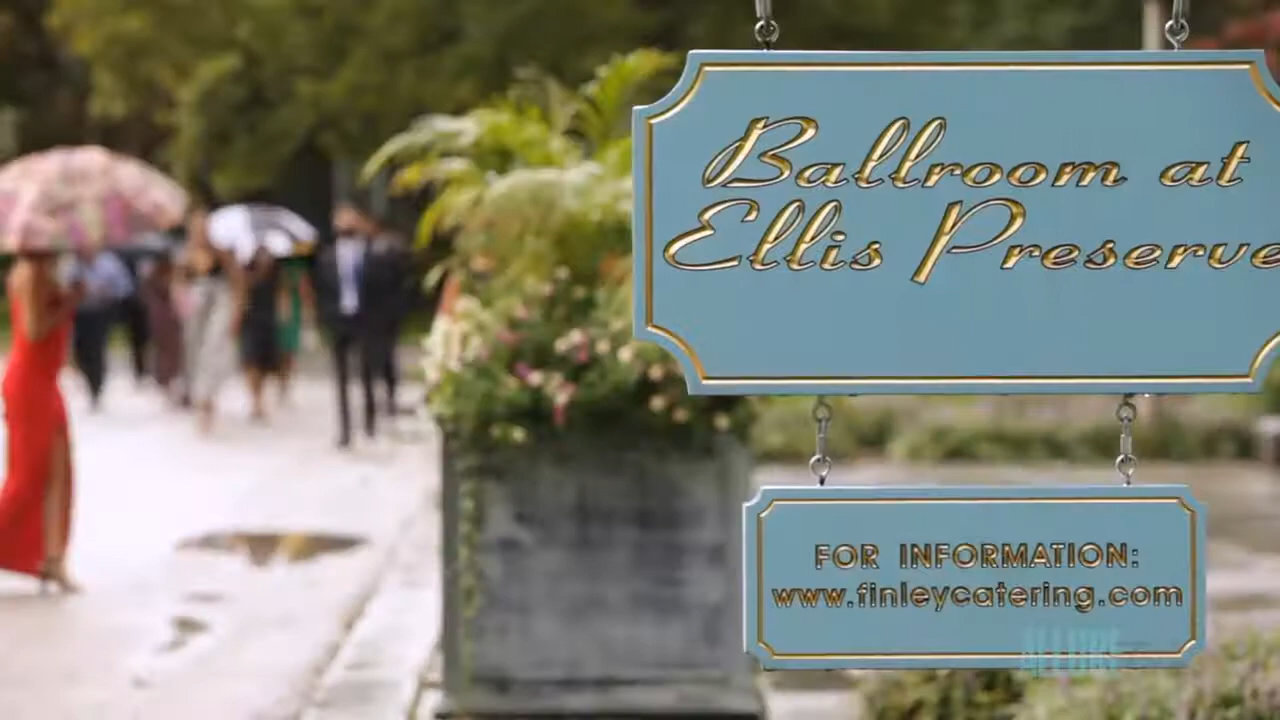 Ballroom at
Ellis Preserve
FOR INFORMATION:
www.finleycatering.com